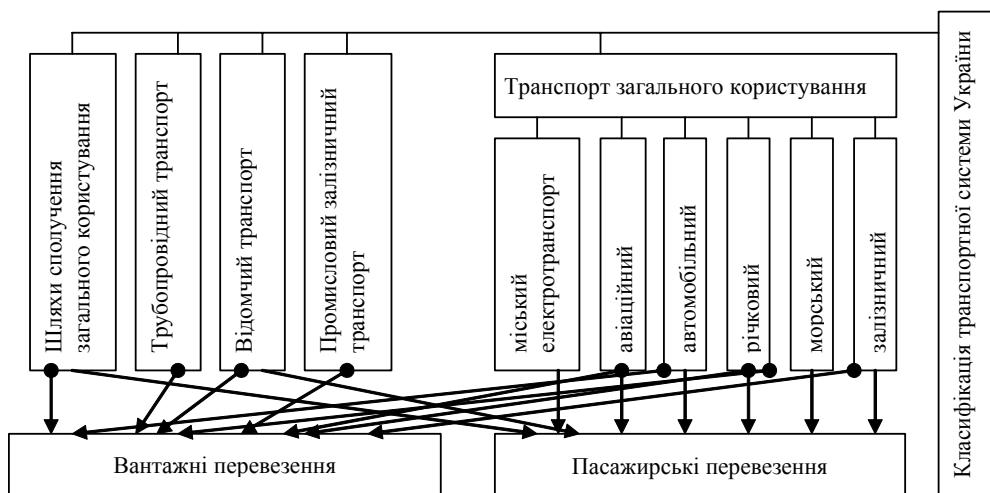 Шляхи сполучення
загального користування
Трубопровідний транспорт
Відомчий транспорт
Промисловий залізничний
транспорт
Транспорт загального користування
міський
електротранспорт
авіаційний
автомобільний
річковий
морський
залізничний
Класифікація транспортної системи України
Вантажні перевезення
Пасажирські перевезення